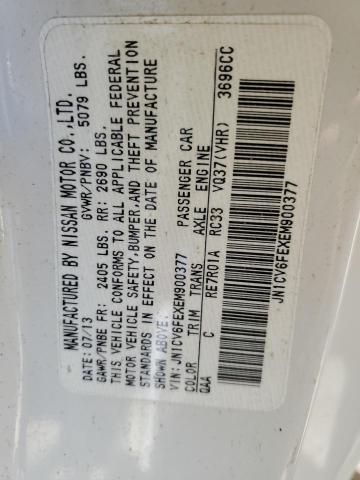 MANUFACTURED BY NISSAN MOTOR CO.,LTD.
DATE: 07/13 GVWR/PNBV: 5079 LBS.
GAWR/PNBE FR: 2405 LBS. RR: 2690 LBS.
THIS VEHICLE CONFORMS TO ALL APPLICABLE FEDERAL
MOTOR VEHICLE SAFETY,BUMPER,AND THEFT PREVENTION
STANDARDS IN EFFECT ON THE DATE OF MANUFACTURE
SHOWN ABOVE.
VIN:JN1CV6FEXEM900377 PASSENGER CAR
COLOR TRIM TRANS AXLE ENGINE
QAA C RE7R01A RC33 VQ37(VHR) 3696CC
JN1CV6FEXEM900377